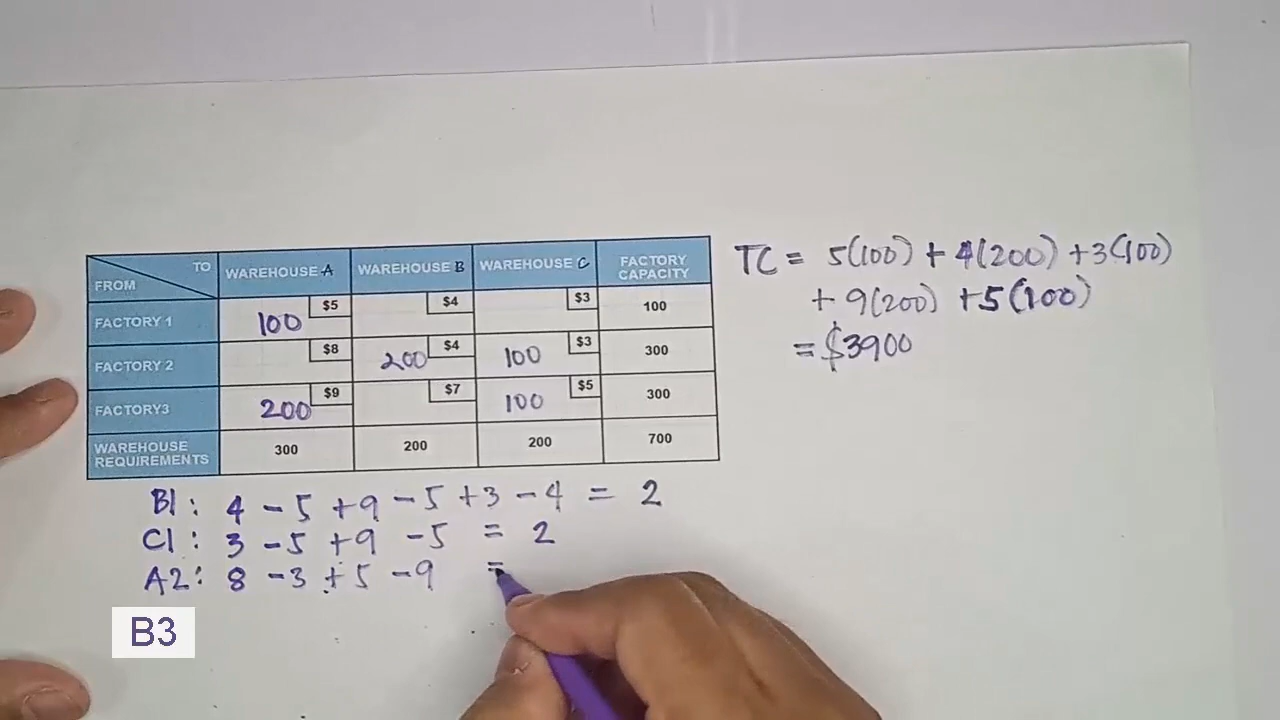 TO
FROM
WAREHOUSE A WAREHOUSE B WAREHOUSE C FACTORY CAPACITY
FACTORY 1 100 $5 $4 $3 100
FACTORY 2 $8 200 $4 100 $3 300
FACTORY3 200 $9 $7 100 $5 300
WAREHOUSE REQUIREMENTS 300 200 200 700
TC = 5(100) + 4(200) + 3(100)
+ 9(200) + 5(100)
= $3900
B1: 4 - 5 + 9 - 5 + 3 - 4 = 2
C1: 3 - 5 + 9 - 5 = 2
A2: 8 - 3 + 5 - 9 =
B3